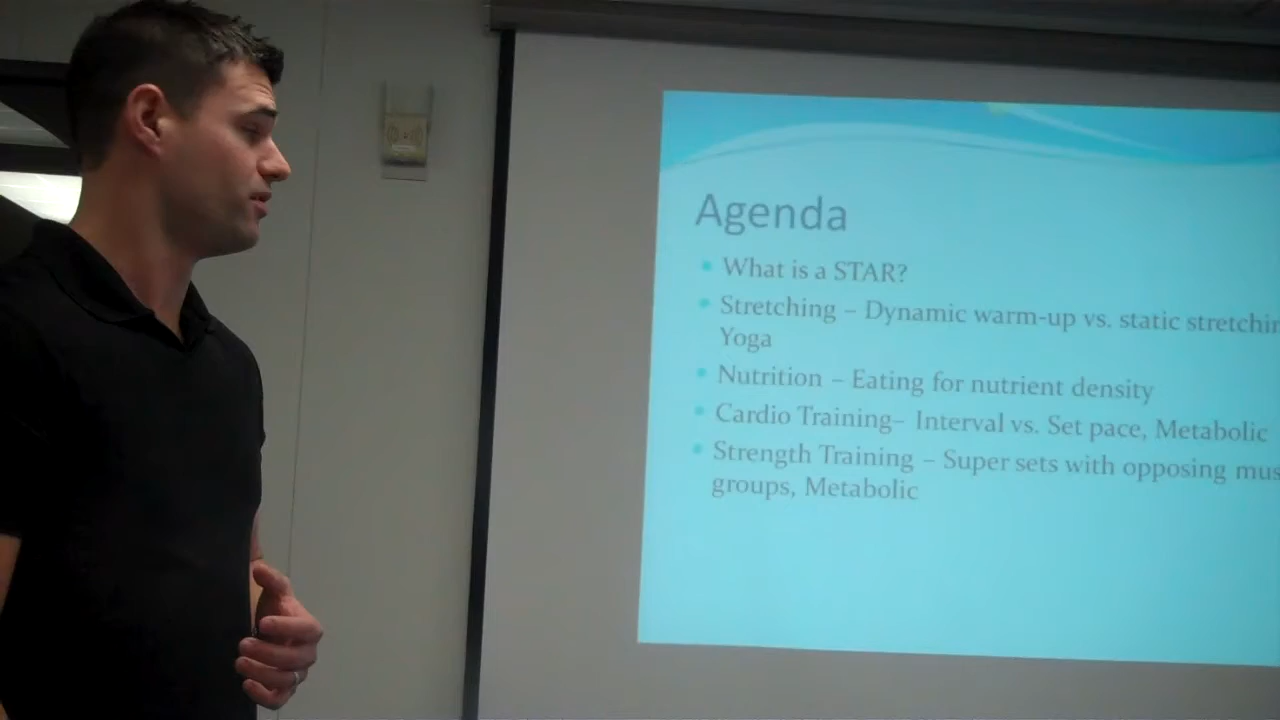 Agenda
• What is a STAR?
• Stretching – Dynamic warm-up vs. static
Yoga
• Nutrition – Eating for nutrient density
• Cardio Training– Interval vs. Set pace, Metabolic
• Strength Training – Super sets with opposing
groups, Metabolic